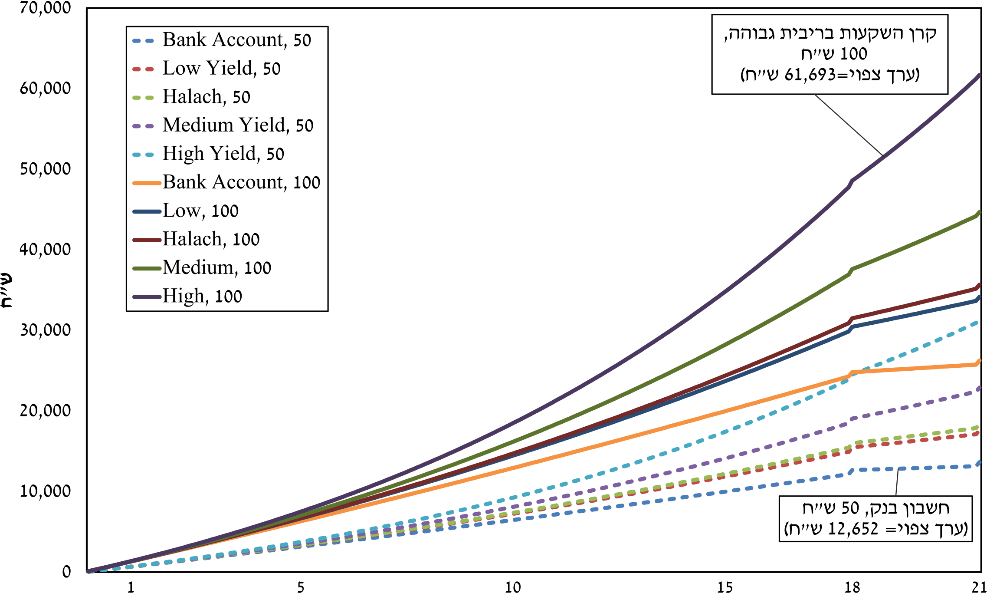 70,000
60,000
50,000
40,000
30,000
20,000
10,000
0
ש״ח
Bank Account, 50
Low Yield, 50
Halach, 50
Medium Yield, 50
High Yield, 50
Bank Account, 100
Low, 100
Halach, 100
Medium, 100
High, 100
קרן השקעות בריבית גבוהה,
100 ש״ח
(ערך צפוי=61,693 ש״ח)
חשבון בנק, 50 ש״ח
(ערך צפוי= 12,652 ש״ח)
1 5 10 15 18 21